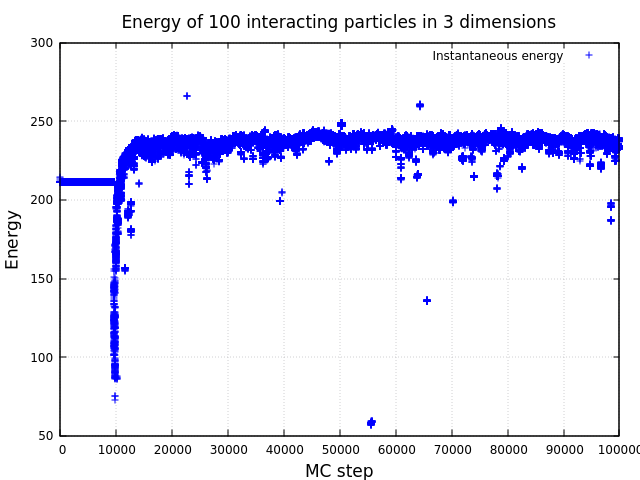 Energy of 100 interacting particles in 3 dimensions
Instantaneous energy
300
250
200
150
100
50
Energy
0 10000 20000 30000 40000 50000 60000 70000 80000 90000 100000
MC step